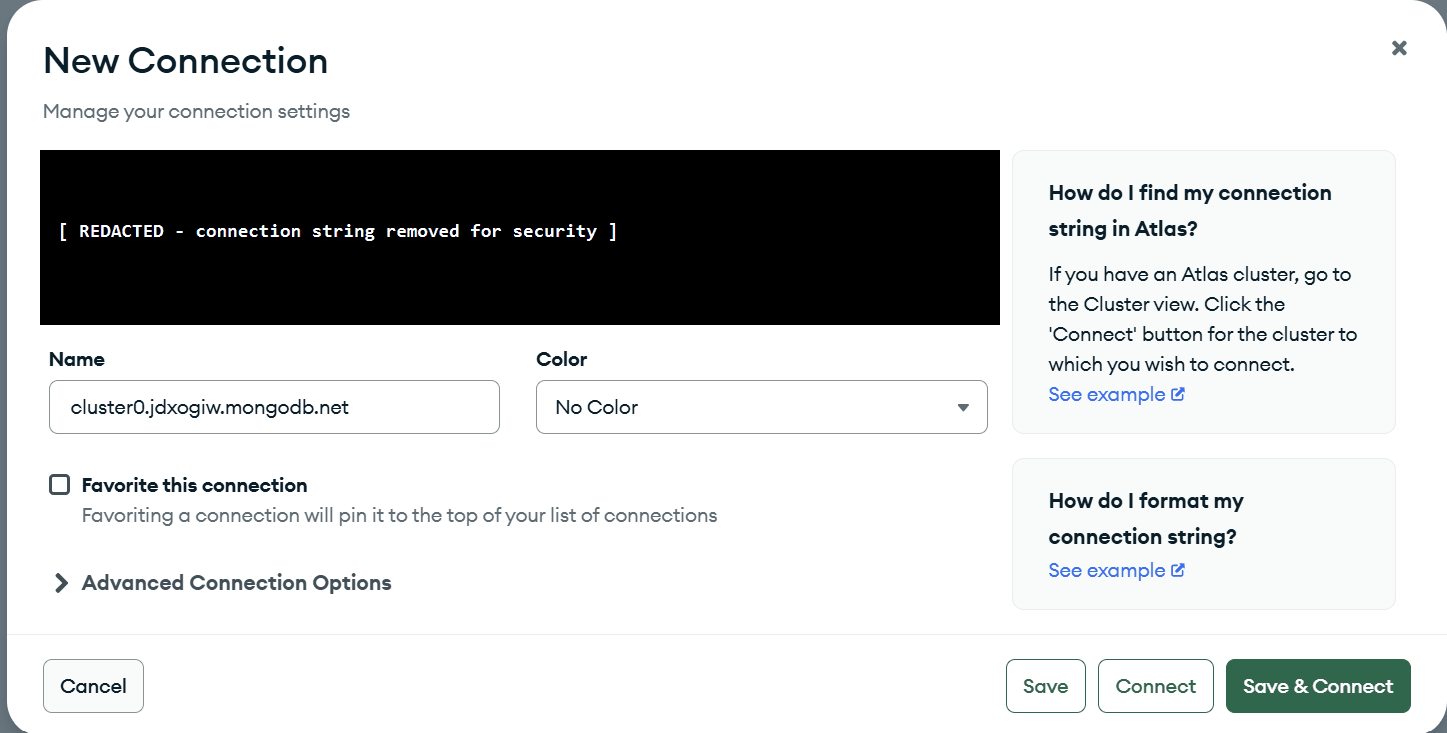 New Connection
Manage your connection settings
[ REDACTED - connection string removed for security ]
Name
Color
cluster0.jdxogiw.mongodb.net
No Color
Favorite this connection
Favoriting a connection will pin it to the top of your list of connections
Advanced Connection Options
How do I find my connection
string in Atlas?
If you have an Atlas cluster, go to
the Cluster view. Click the
'Connect' button for the cluster to
which you wish to connect.
See example
How do I format my
connection string?
See example
Cancel
Save
Connect
Save & Connect